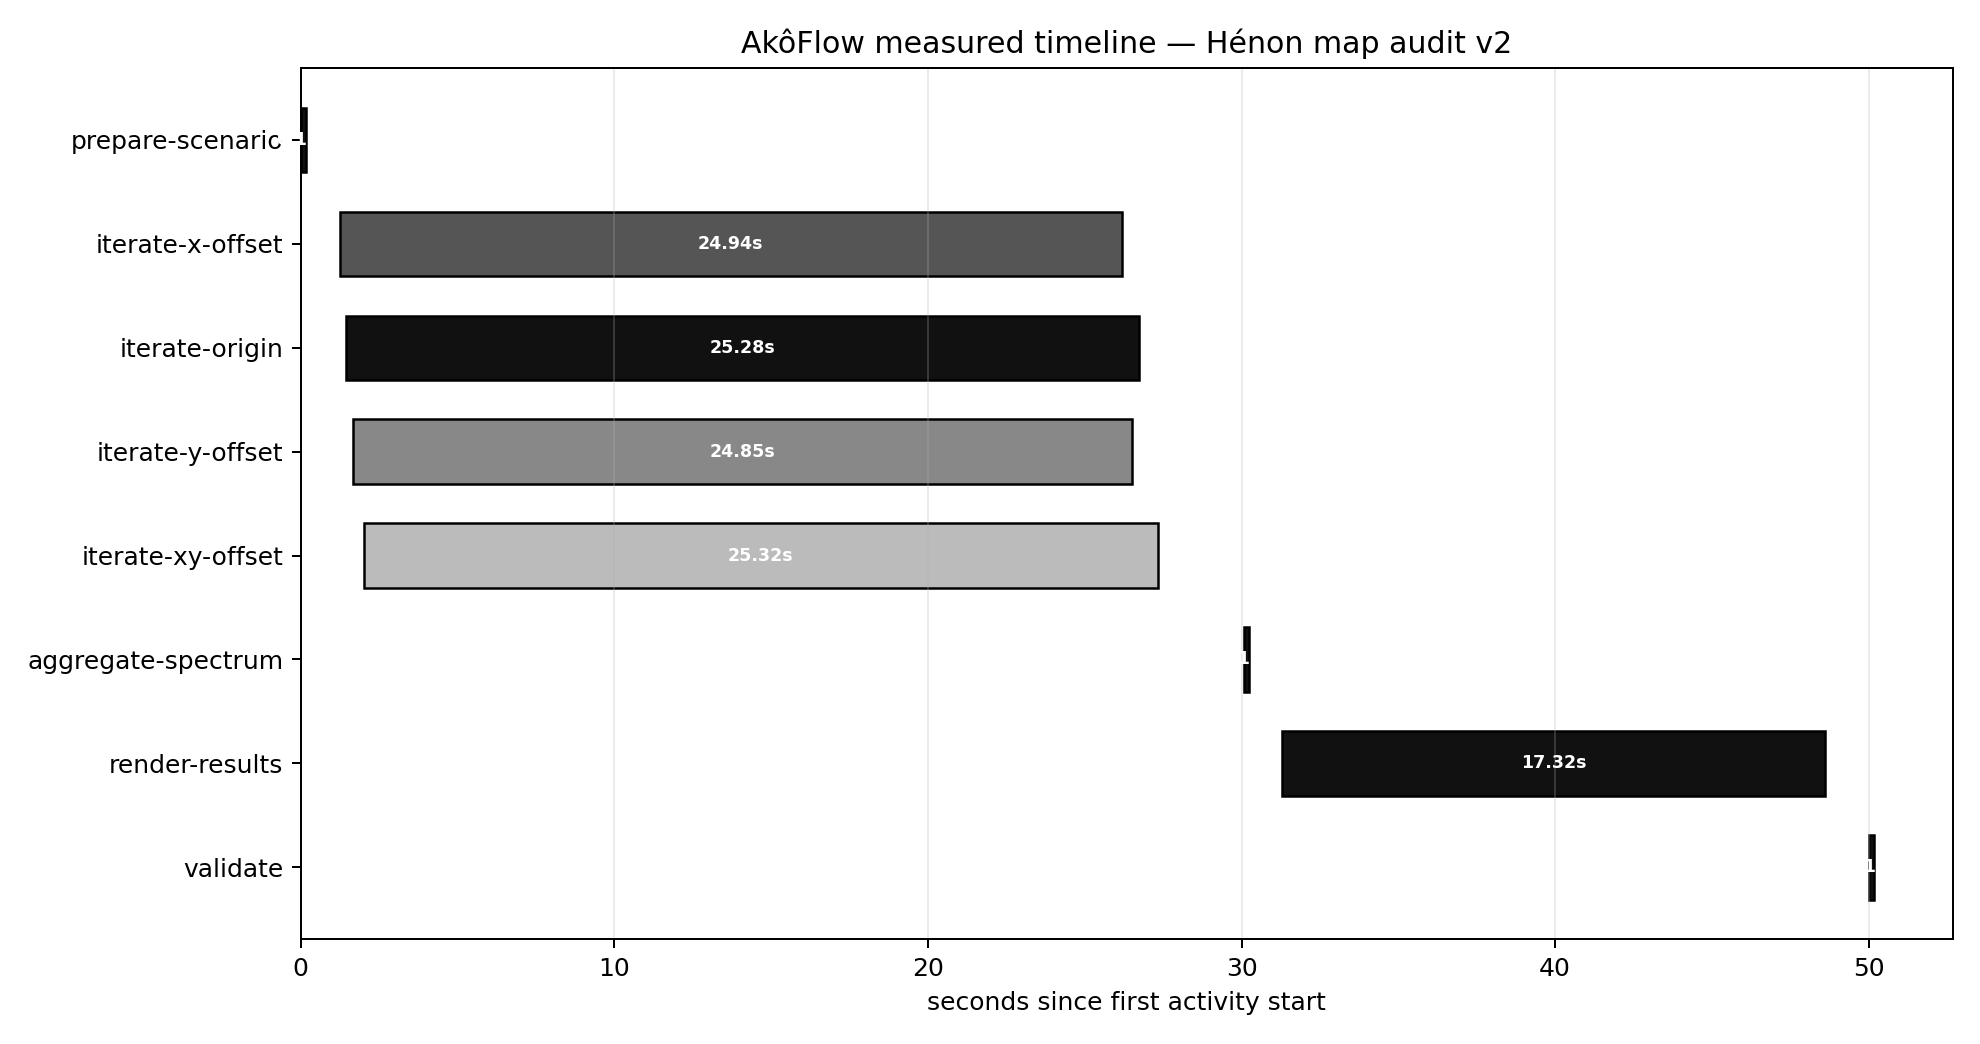 AkôFlow measured timeline — Hénon map audit v2
prepare-scenario
iterate-x-offset
24.94s
iterate-origin
25.28s
iterate-y-offset
24.85s
iterate-xy-offset
25.32s
aggregate-spectrum
render-results
17.32s
validate
0 10 20 30 40 50
seconds since first activity start